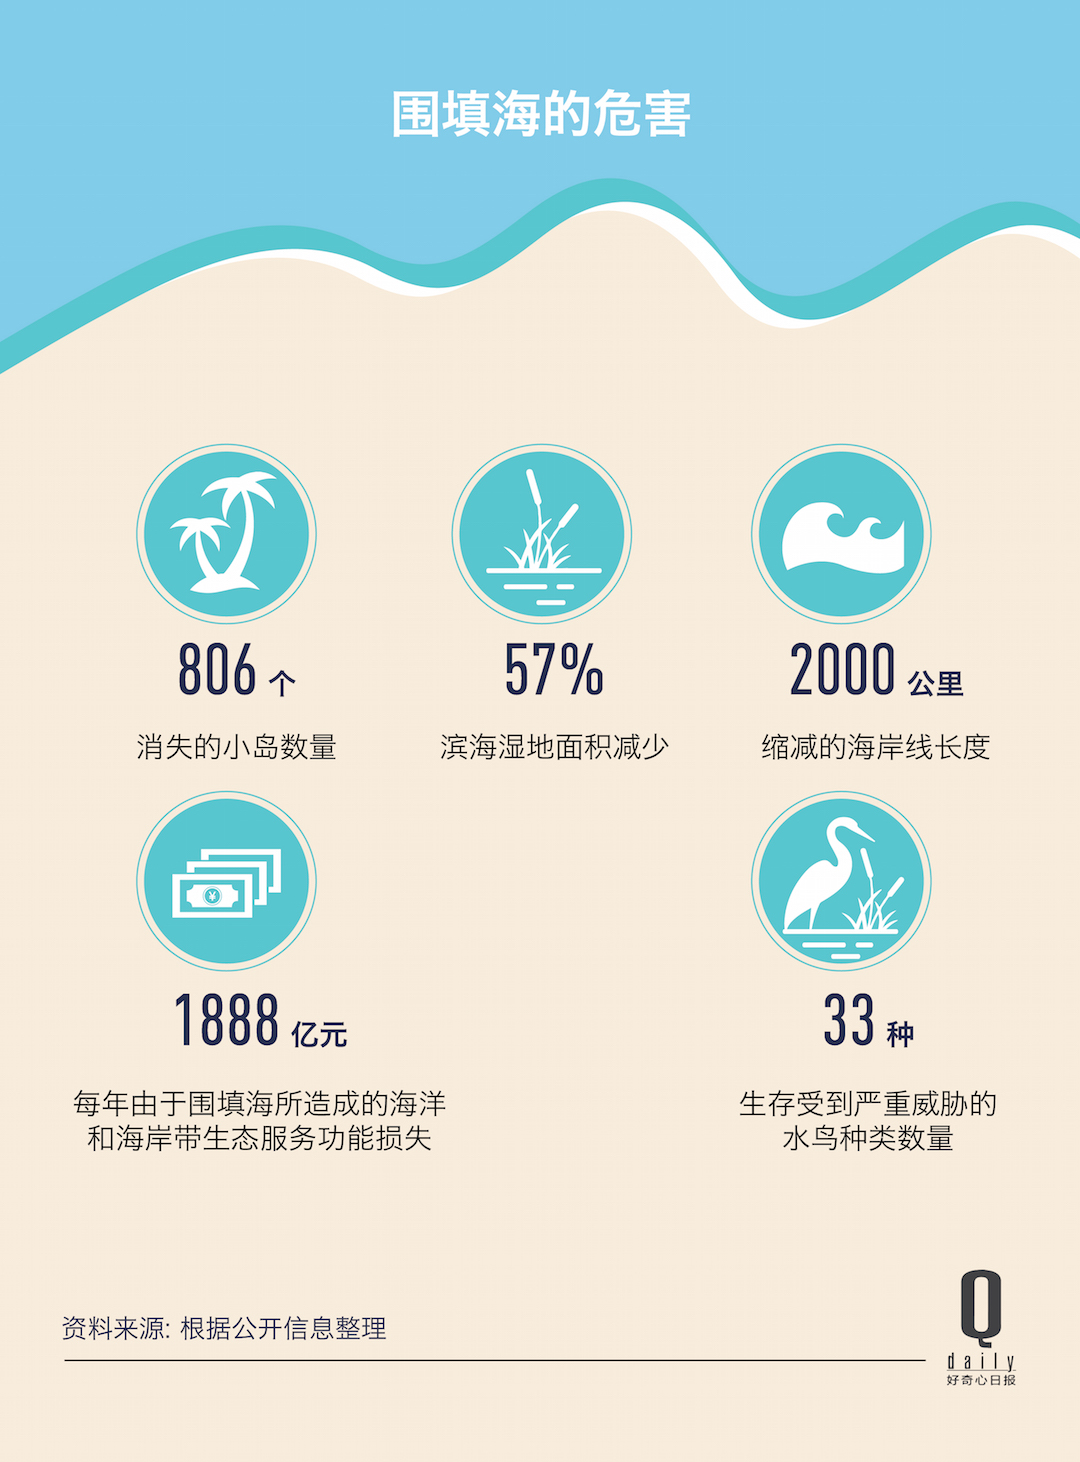 围填海的危害
806 个
消失的小岛数量
57%
滨海湿地面积减少
2000 公里
缩减的海岸线长度
¥
1888 亿元
每年由于围填海所造成的海洋
和海岸带生态服务功能损失
33 种
生存受到严重威胁的
水鸟种类数量
资料来源: 根据公开信息整理
Q
daily
好奇心日报